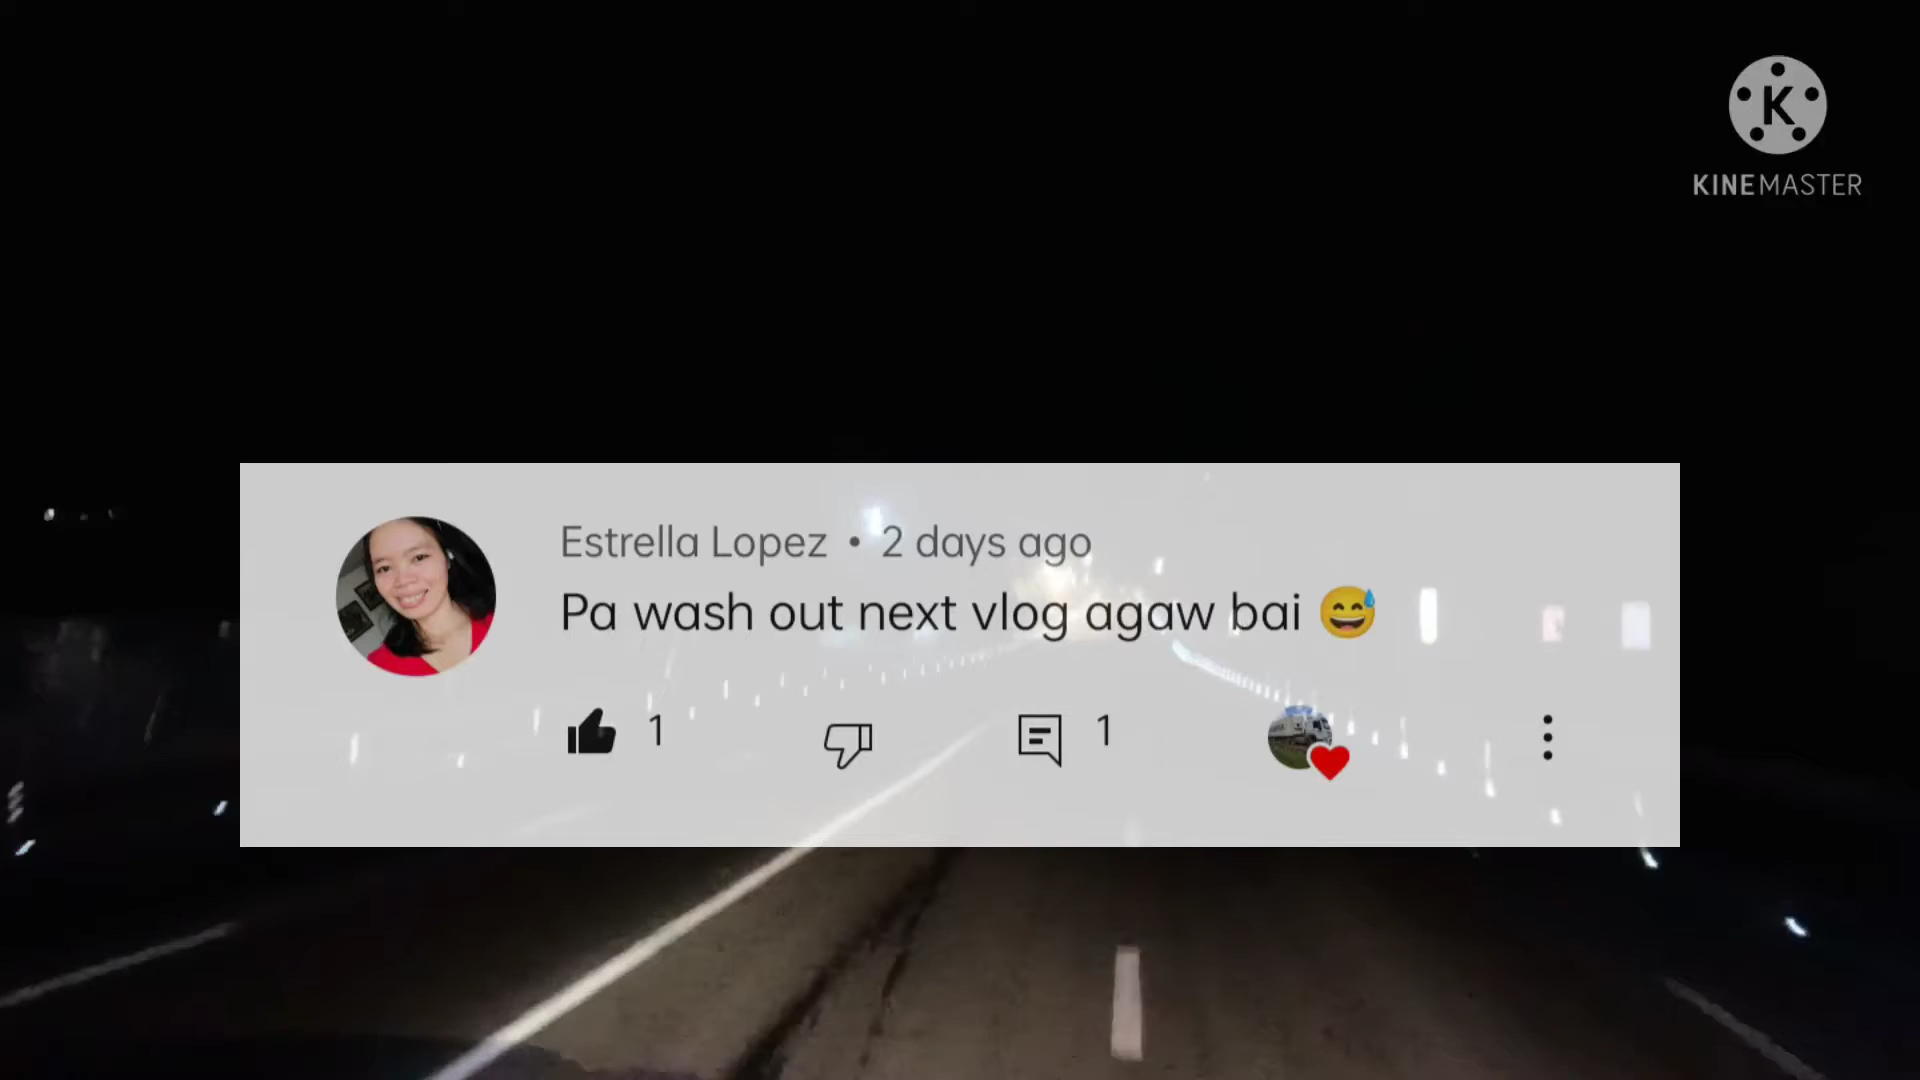 K
KINEMASTER
Estrella Lopez • 2 days ago
Pa wash out next vlog agaw bai 😅
1
1